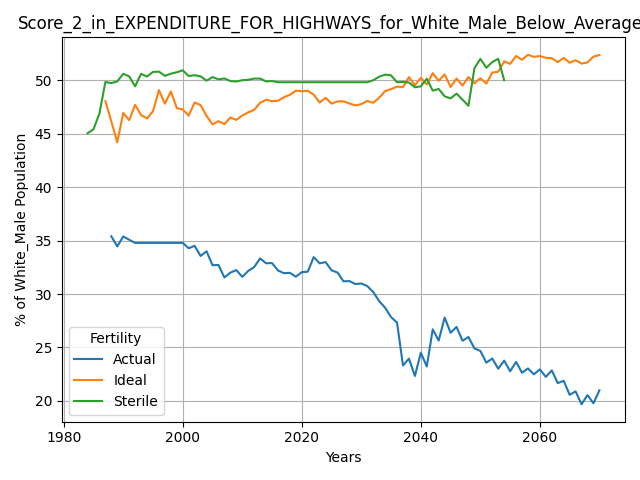 Score_2_in_EXPENDITURE_FOR_HIGHWAYS_for_White_Male_Below_Average
% of White_Male Population
50
45
40
35
30
25
20
Fertility
Actual
Ideal
Sterile
1980 2000 2020 2040 2060
Years